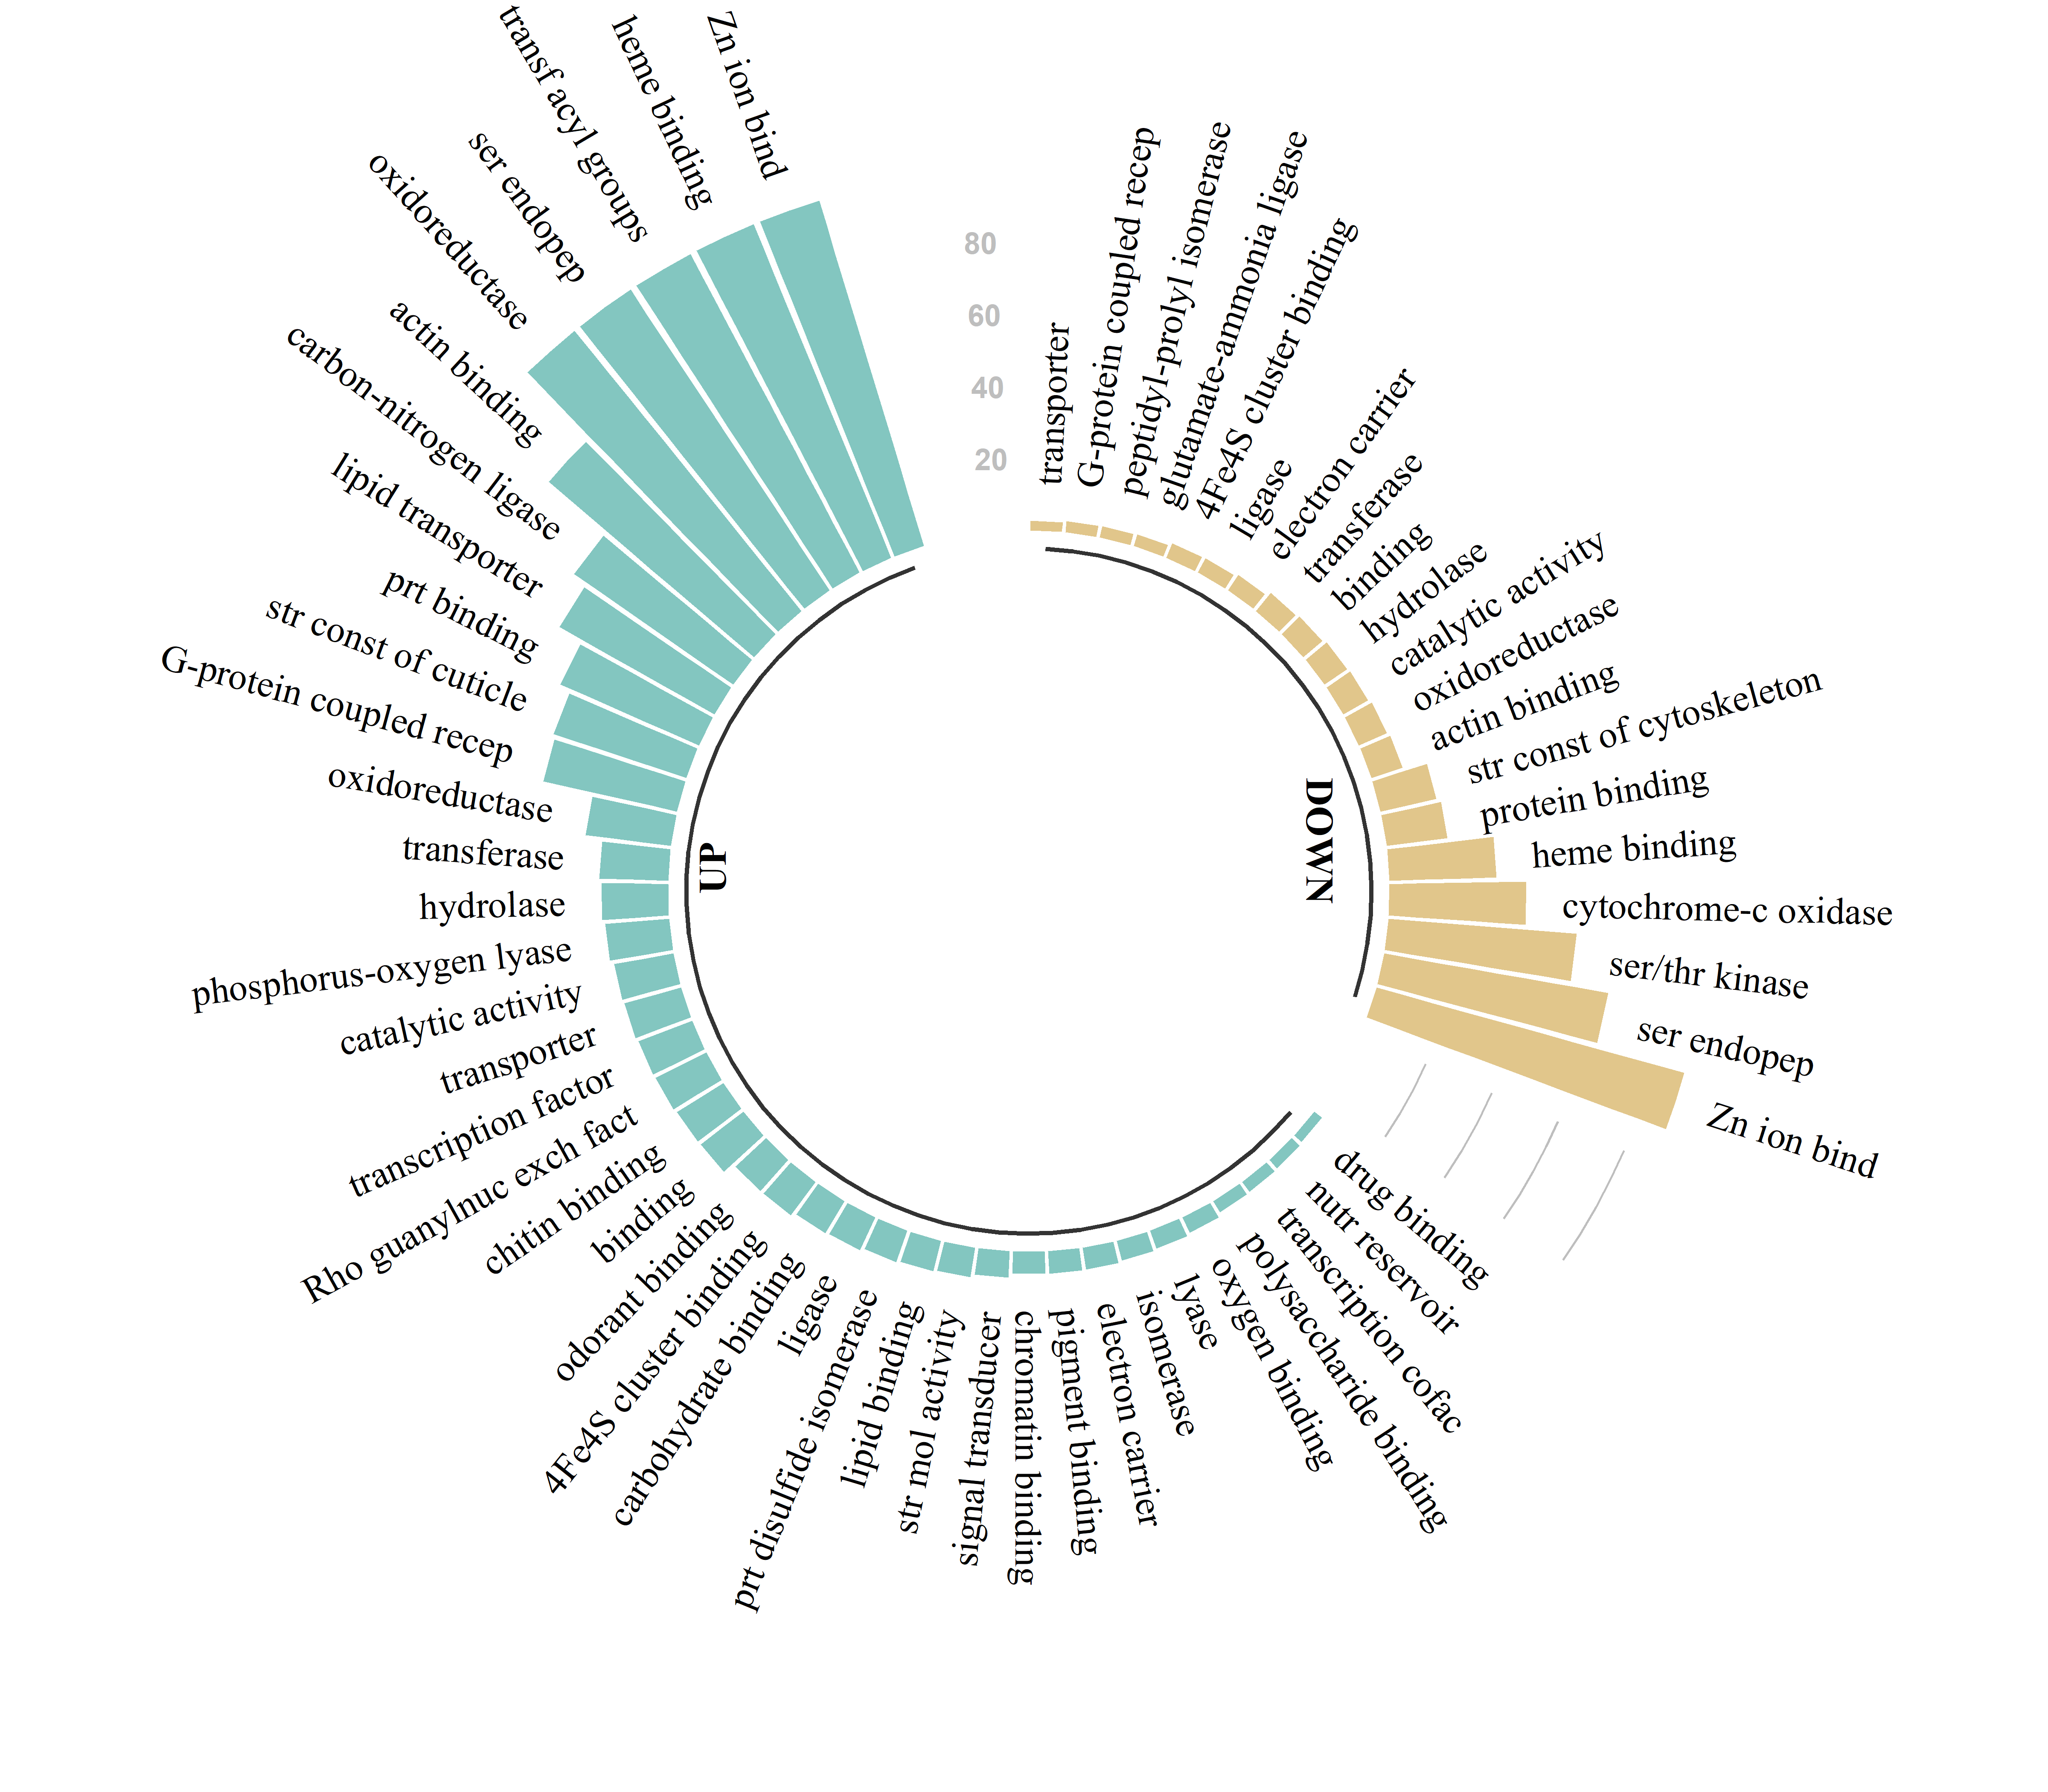 80
60
40
20
transporter
G-protein coupled recep
peptidyl-prolyl isomerase
glutamate-ammonia ligase
4Fe4S cluster binding
ligase
electron carrier
transferase
binding
hydrolase
catalytic activity
oxidoreductase
actin binding
str const of cytoskeleton
protein binding
heme binding
cytochrome-c oxidase
ser/thr kinase
ser endopep
Zn ion bind
DOWN
drug binding
nutr reservoir
transcription cofac
polysaccharide binding
oxygen binding
lyase
isomerase
electron carrier
pigment binding
chromatin binding
signal transducer
str mol activity
lipid binding
prt disulfide isomerase
ligase
carbohydrate binding
4Fe4S cluster binding
odorant binding
binding
chitin binding
Rho guanylnuc exch fact
transcription factor
transporter
catalytic activity
phosphorus-oxygen lyase
hydrolase
transferase
oxidoreductase
G-protein coupled recep
str const of cuticle
prt binding
lipid transporter
carbon-nitrogen ligase
actin binding
oxidoreductase
ser endopep
transf acyl groups
heme binding
Zn ion bind
UP